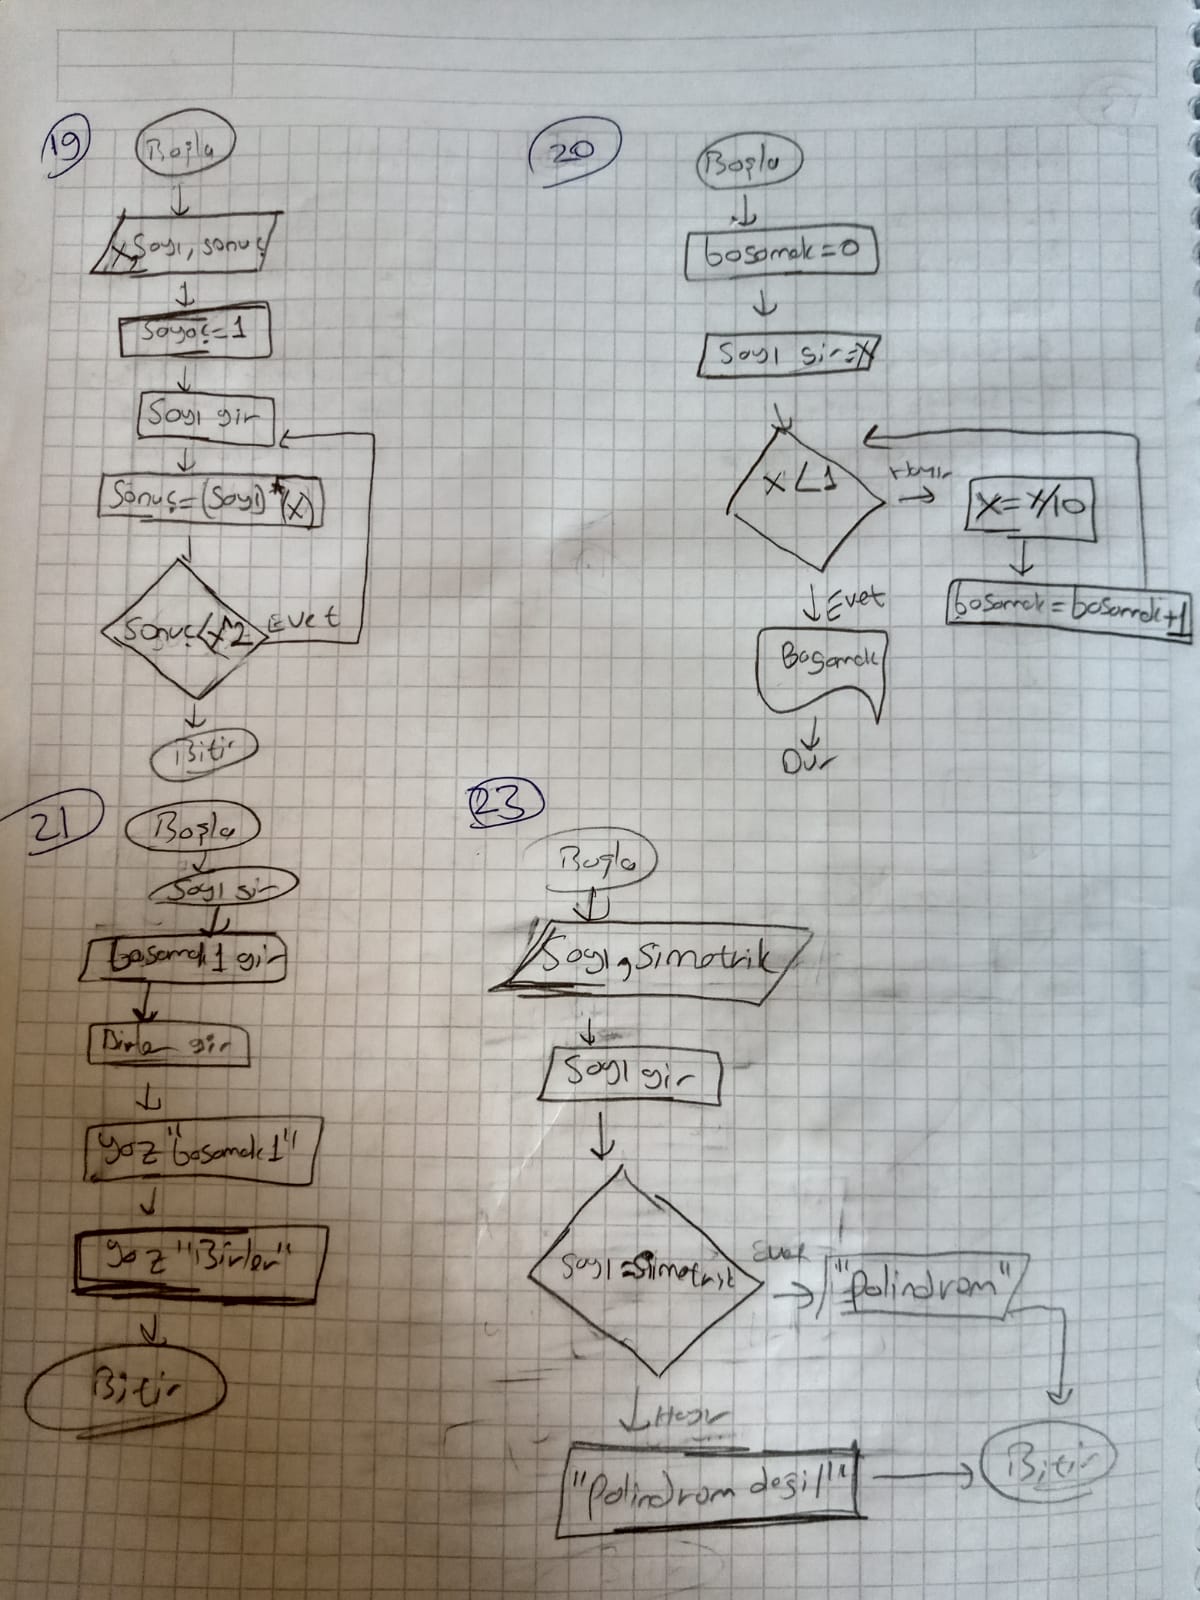 19
Başla
x, Sayı, sonuç
Sayaç=1
Sayı gir
Sonuç=(Sayı)*(x)
Sonuç<x^2
Evet
Bitir
20
Başla
basamak=0
Sayı gir=x
x<1
Hayır
x=x/10
basamak=basamak+1
Evet
Basamak
Dur
21
Başla
Sayı gir
basamak1 gir
Birler gir
yaz "basamak1"
yaz "Birler"
Bitir
23
Başla
Sayı, Simetrik
Sayı gir
Sayı=Simetrik
Evet
"Palindrom"
Hayır
"Palindrom değil"
Bitir